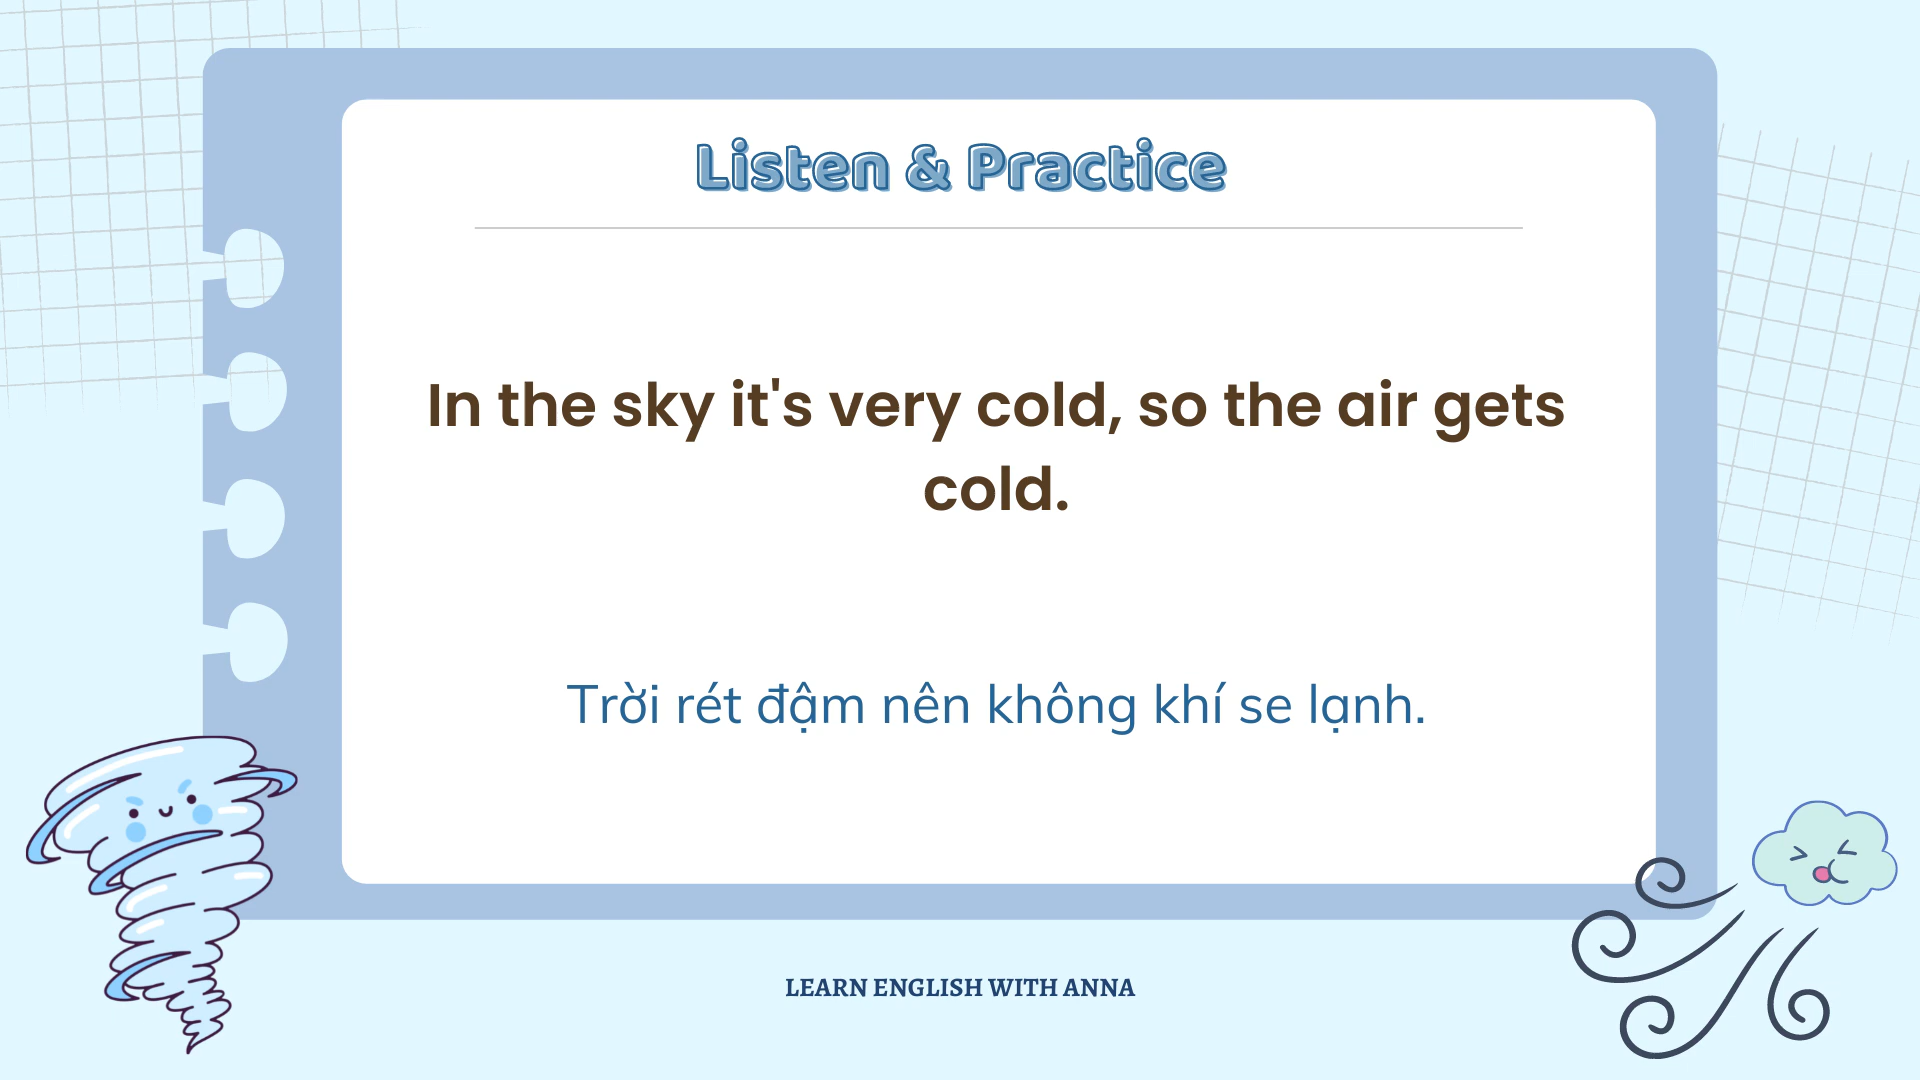 Listen & Practice
In the sky it's very cold, so the air gets
cold.
Trời rét đậm nên không khí se lạnh.
LEARN ENGLISH WITH ANNA